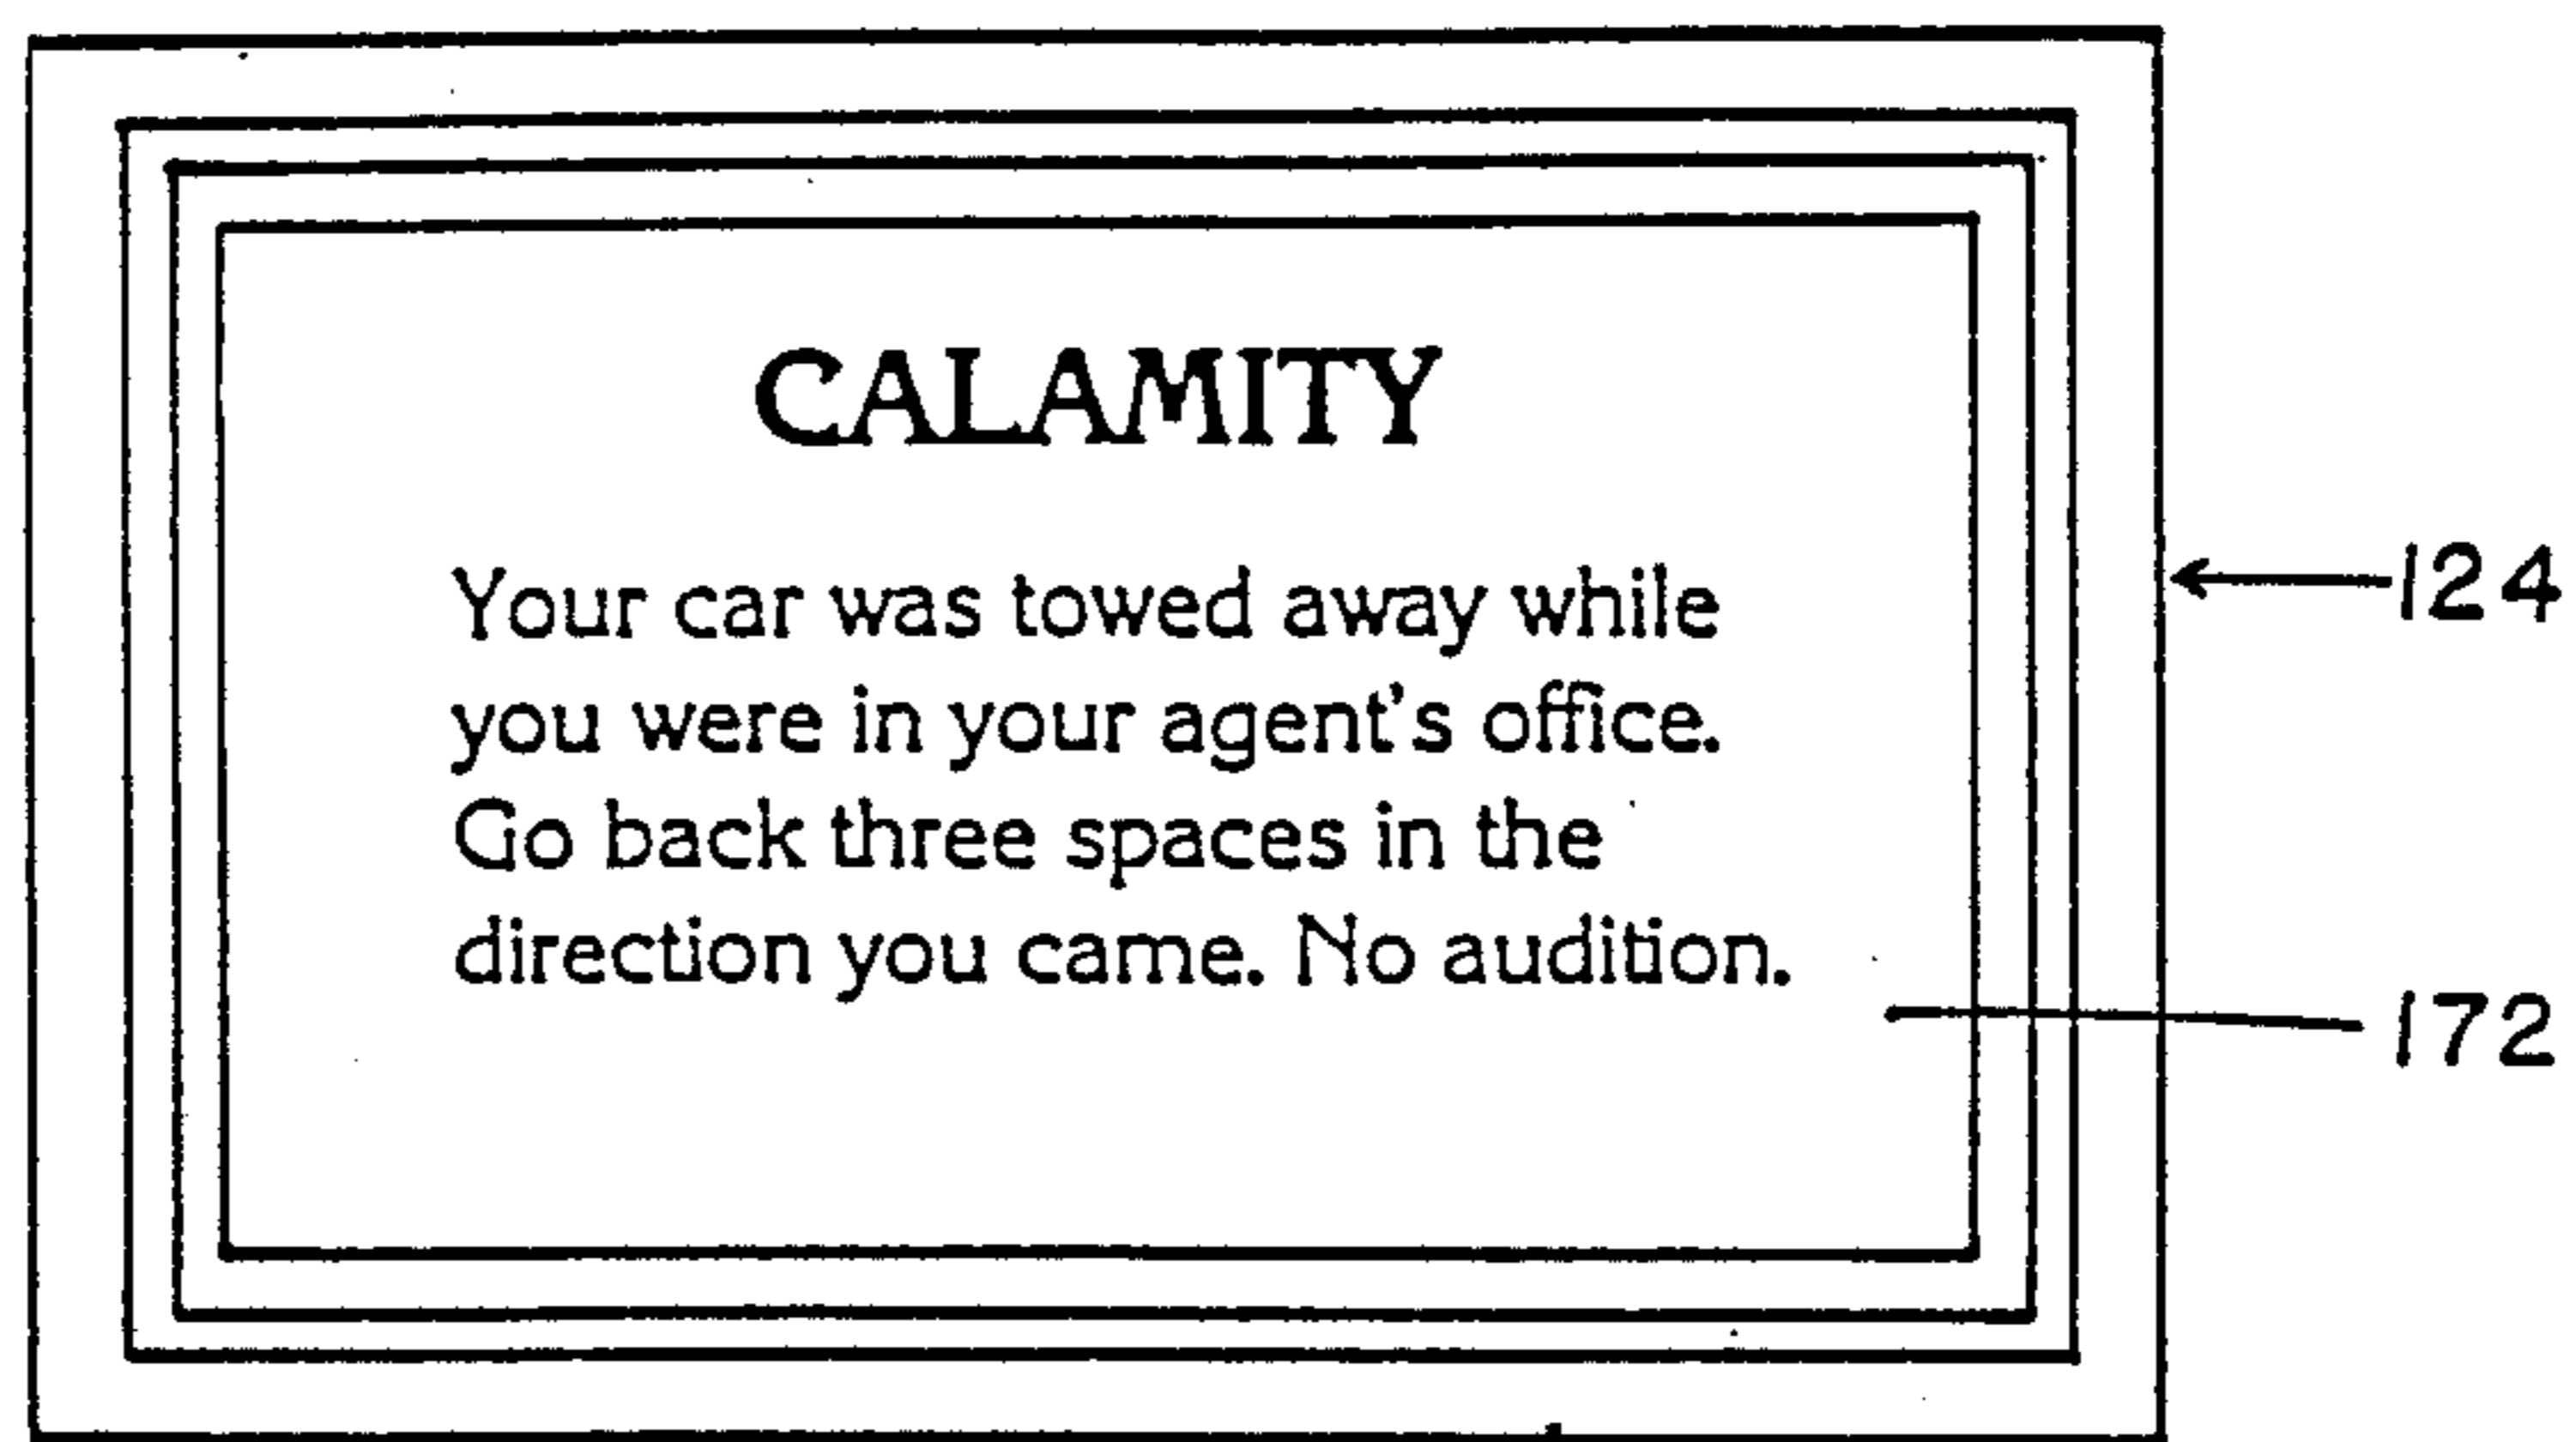 CALAMITY
Your car was towed away while
you were in your agent's office.
Go back three spaces in the
direction you came. No audition.
124
172